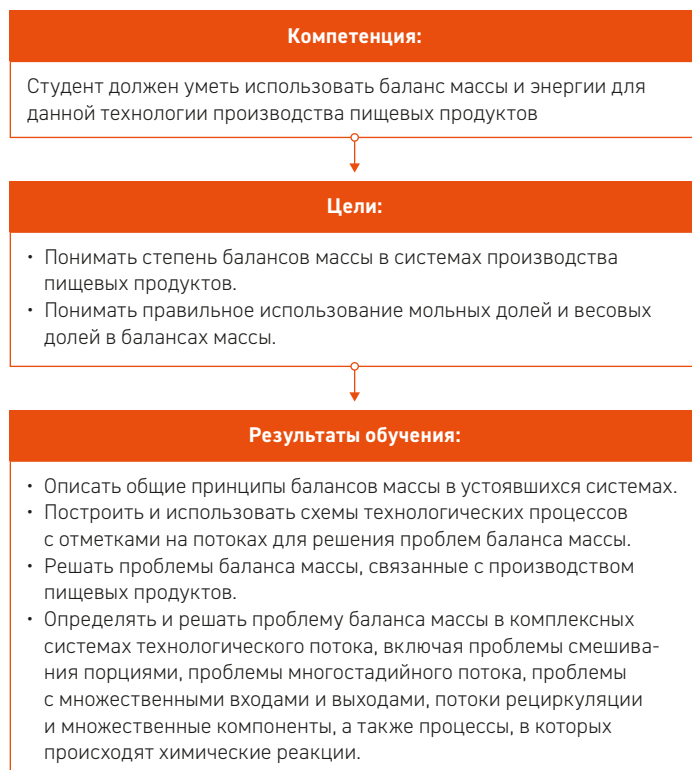 Компетенция:
Студент должен уметь использовать баланс массы и энергии для
данной технологии производства пищевых продуктов
Цели:
• Понимать степень балансов массы в системах производства
пищевых продуктов.
• Понимать правильное использование мольных долей и весовых
долей в балансах массы.
Результаты обучения:
• Описать общие принципы балансов массы в устоявшихся системах.
• Построить и использовать схемы технологических процессов
с отметками на потоках для решения проблем баланса массы.
• Решать проблемы баланса массы, связанные с производством
пищевых продуктов.
• Определять и решать проблему баланса массы в комплексных
системах технологического потока, включая проблемы смешива-
ния порциями, проблемы многостадийного потока, проблемы
с множественными входами и выходами, потоки рециркуляции
и множественные компоненты, а также процессы, в которых
происходят химические реакции.